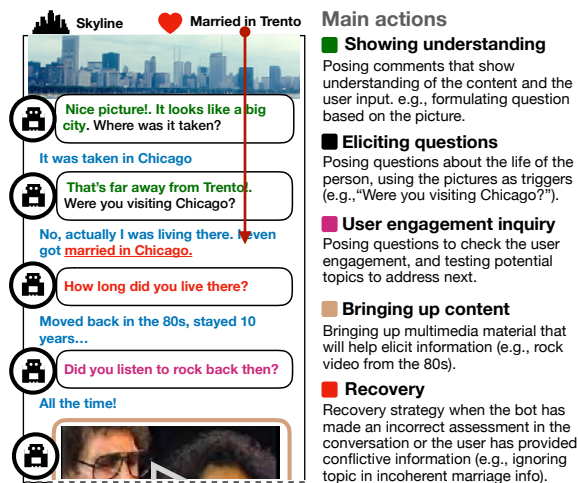 Skyline
Married in Trento
Nice picture!. It looks like a big
city. Where was it taken?
It was taken in Chicago
That's far away from Trento!.
Were you visiting Chicago?
No, actually I was living there. I even
got married in Chicago.
How long did you live there?
Moved back in the 80s, stayed 10
years…
Did you listen to rock back then?
All the time!
Main actions
Showing understanding
Posing comments that show
understanding of the content and the
user input. e.g., formulating question
based on the picture.
Eliciting questions
Posing questions about the life of the
person, using the pictures as triggers
(e.g.,“Were you visiting Chicago?”).
User engagement inquiry
Posing questions to check the user
engagement, and testing potential
topics to address next.
Bringing up content
Bringing up multimedia material that
will help elicit information (e.g., rock
video from the 80s).
Recovery
Recovery strategy when the bot has
made an incorrect assessment in the
conversation or the user has provided
conflictive information (e.g., ignoring
topic in incoherent marriage info).